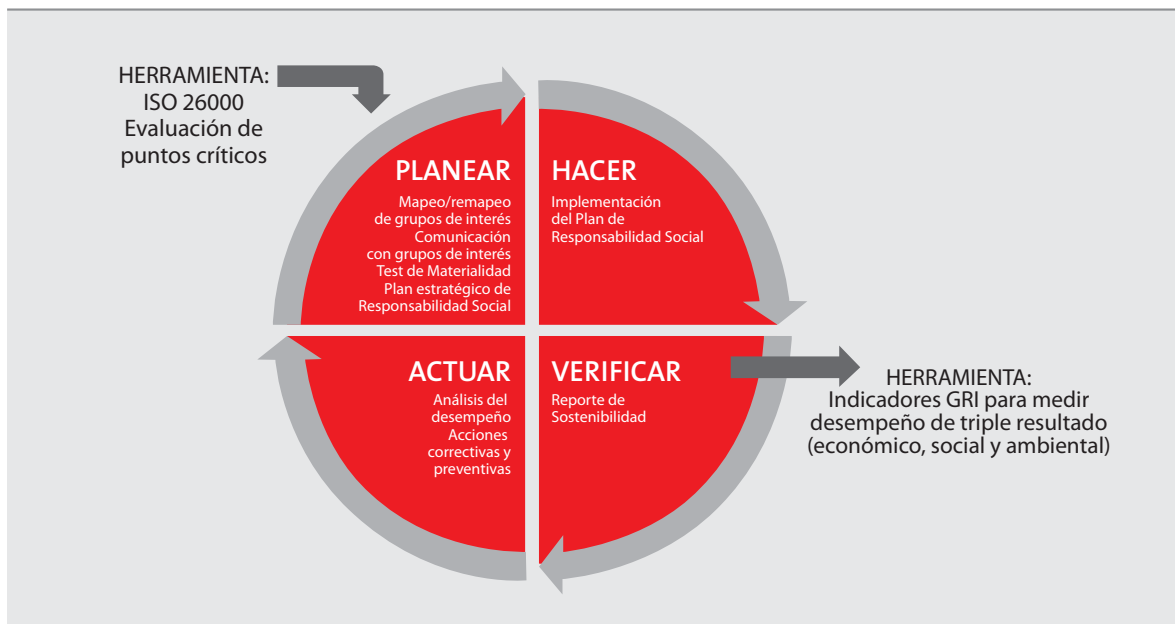 HERRAMIENTA:
ISO 26000
Evaluación de
puntos críticos
PLANEAR
Mapeo/remapeo
de grupos de interés
Comunicación
con grupos de interés
Test de Materialidad
Plan estratégico de
Responsabilidad Social
HACER
Implementación
del Plan de
Responsabilidad Social
ACTUAR
Análisis del
desempeño
Acciones
correctivas y
preventivas
VERIFICAR
Reporte de
Sostenibilidad
HERRAMIENTA:
Indicadores GRI para medir
desempeño de triple resultado
(económico, social y ambiental)